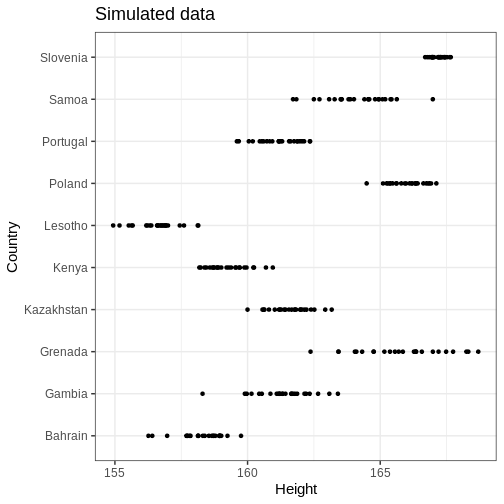 Simulated data
Slovenia
Samoa
Portugal
Poland
Lesotho
Kenya
Kazakhstan
Grenada
Gambia
Bahrain
Country
155 160 165
Height